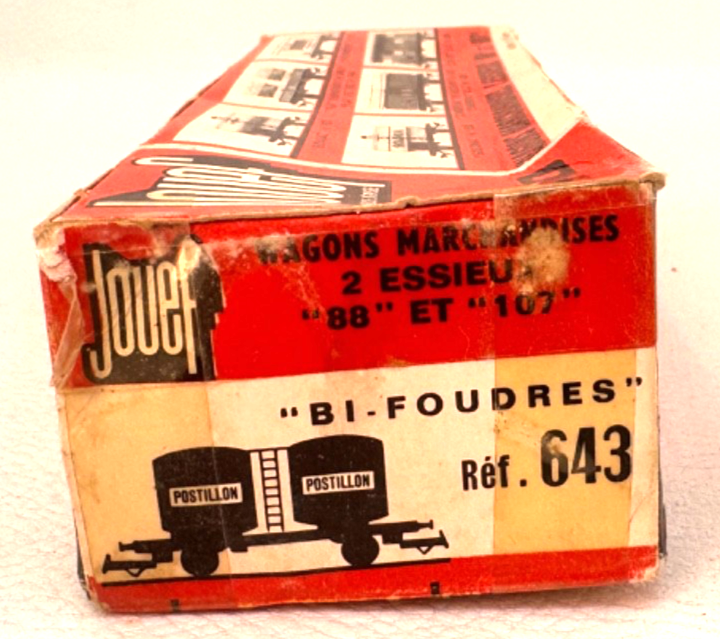 Jouef
WAGONS MARCHANDISES
2 ESSIEUX
"88" ET "107"
"BI-FOUDRES"
Réf. 643
POSTILLON
POSTILLON